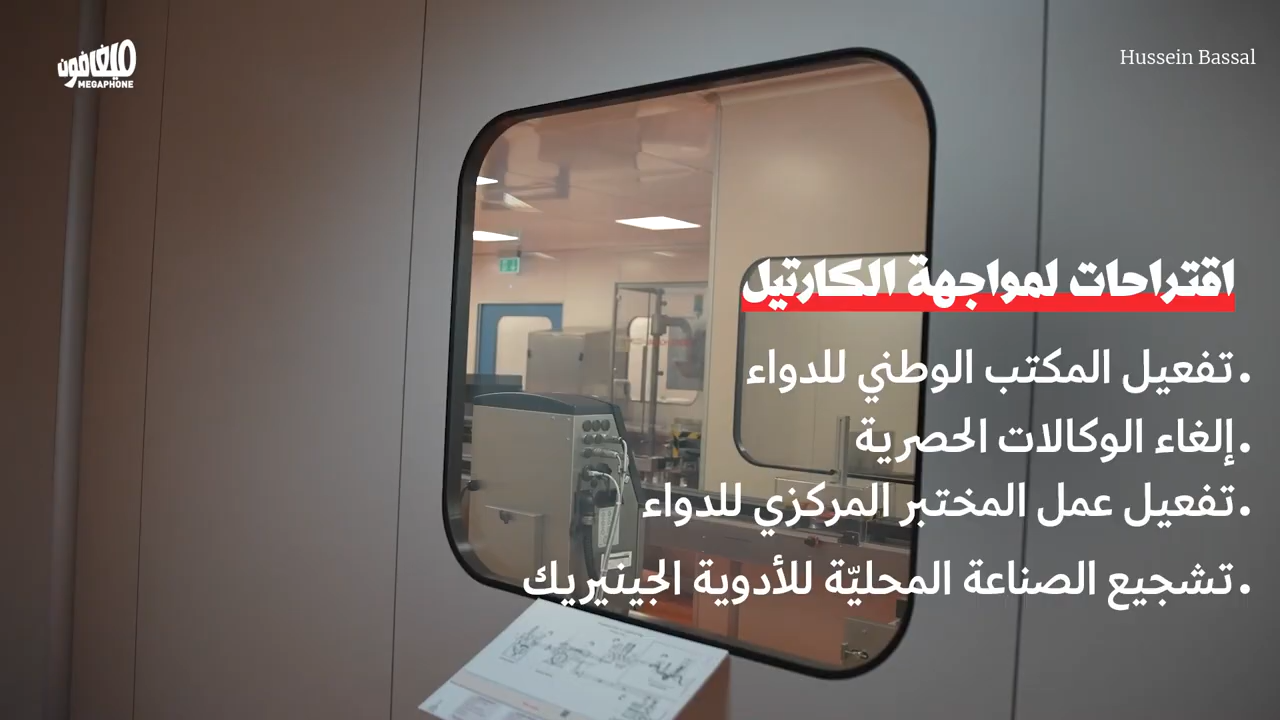 ميغافون
MEGAPHONE
Hussein Bassal
اقتراحات لمواجهة الكارتيل
. تفعيل المكتب الوطني للدواء
. إلغاء الوكالات الحصرية
. تفعيل عمل المختبر المركزي للدواء
. تشجيع الصناعة المحليّة للأدوية الجينيريك